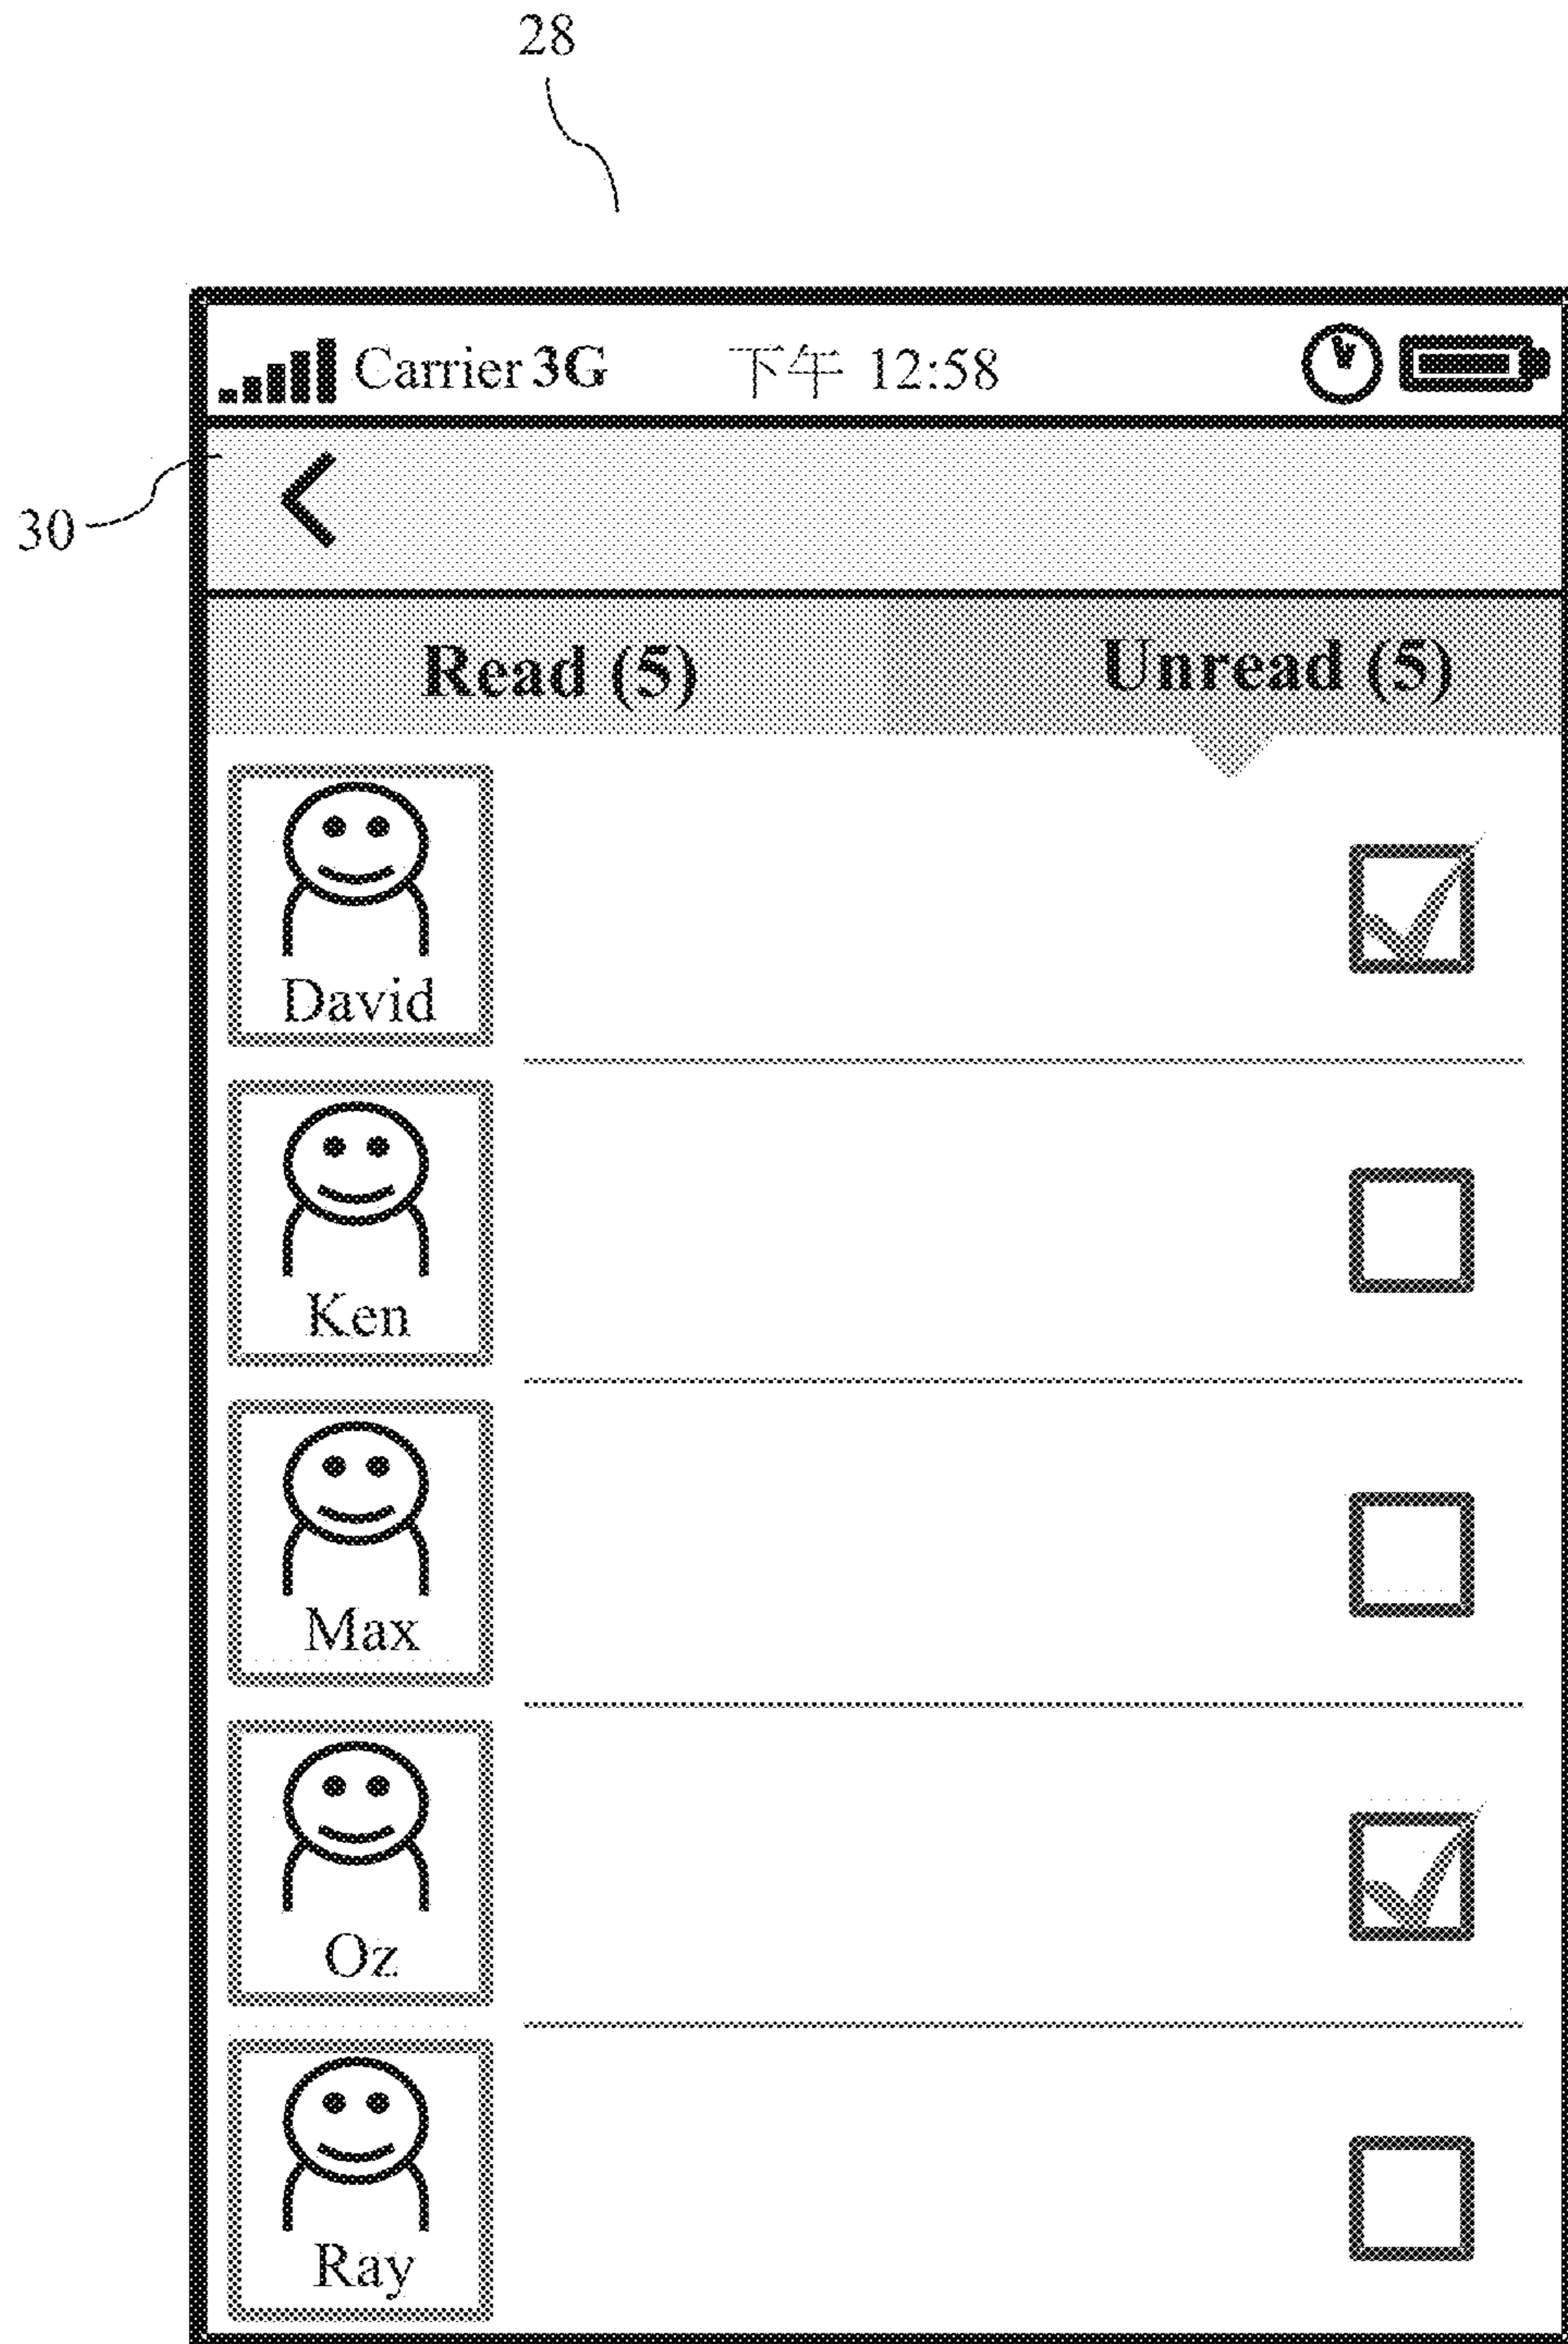 28
Carrier 3G 下午 12:58
30
Read (5) Unread (5)
David
Ken
Max
Oz
Ray